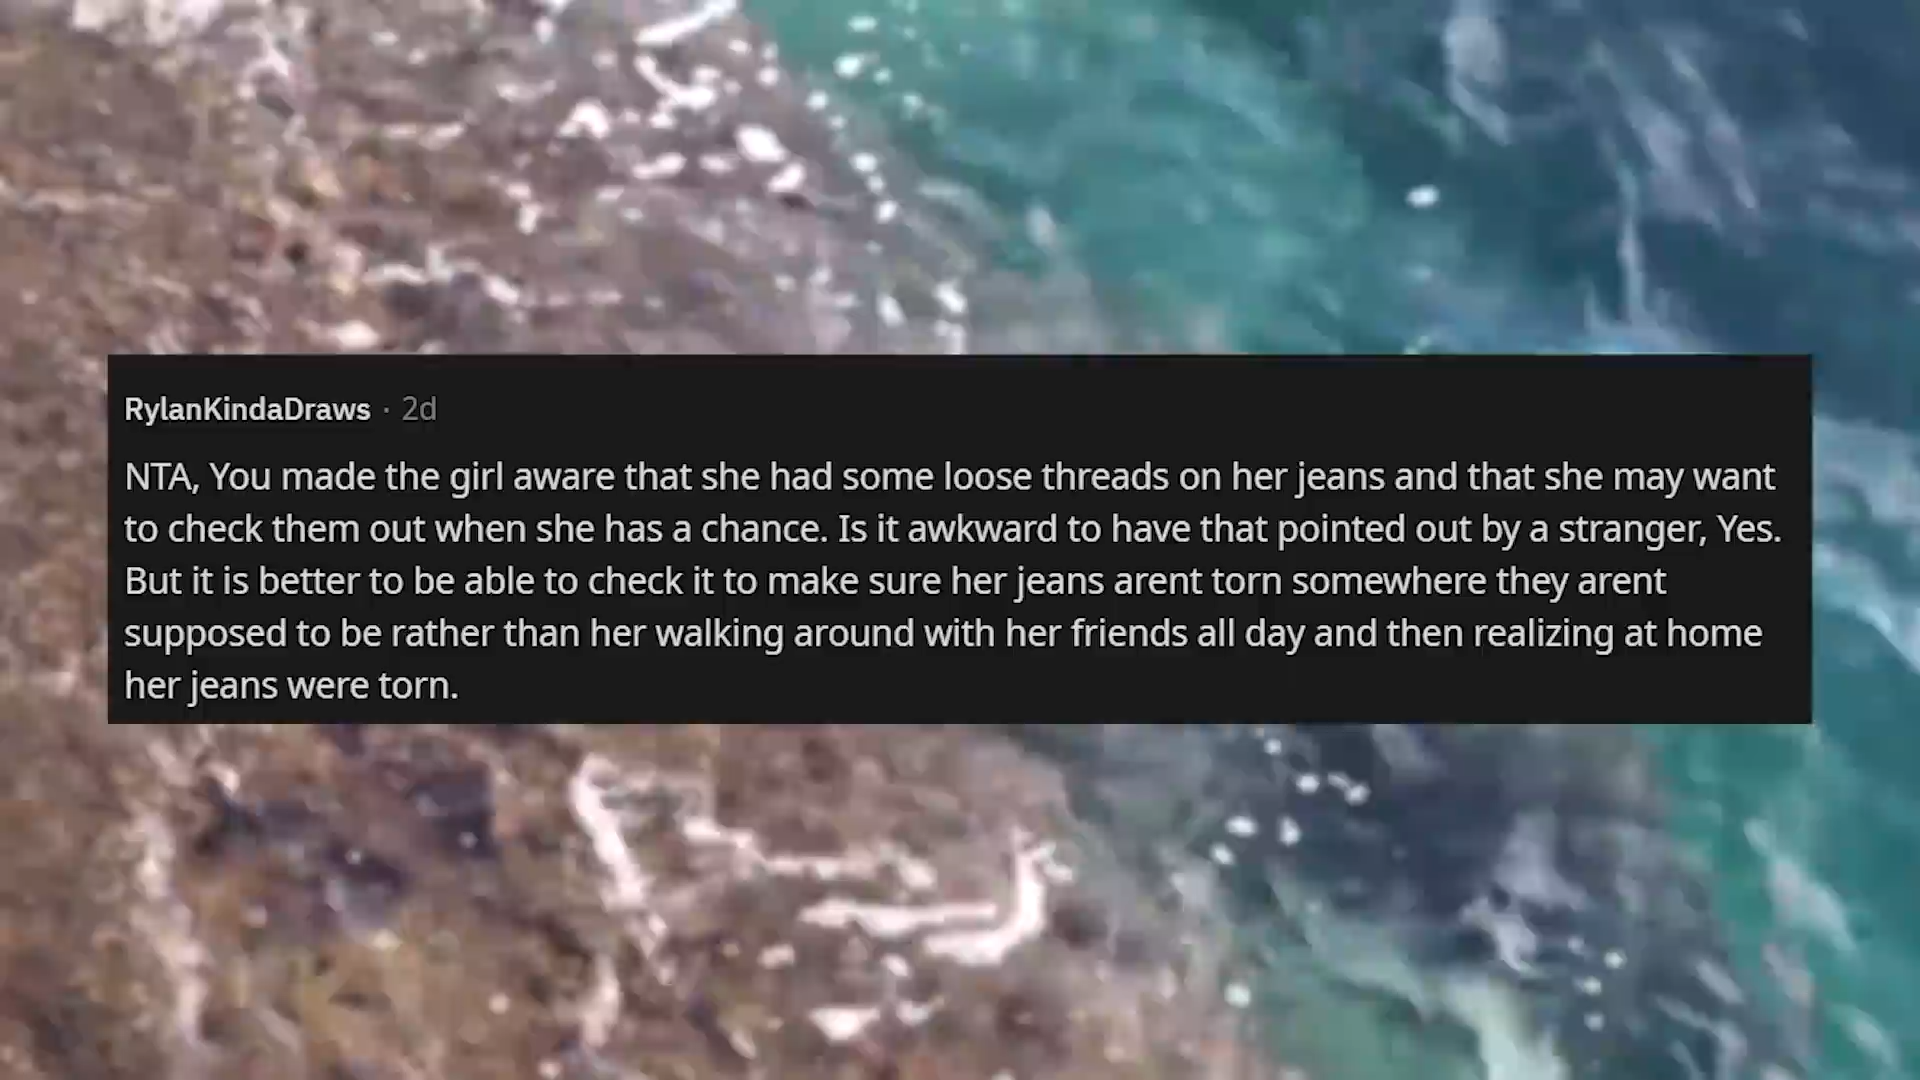 RylanKindaDraws · 2d
NTA, You made the girl aware that she had some loose threads on her jeans and that she may want
to check them out when she has a chance. Is it awkward to have that pointed out by a stranger, Yes.
But it is better to be able to check it to make sure her jeans arent torn somewhere they arent
supposed to be rather than her walking around with her friends all day and then realizing at home
her jeans were torn.